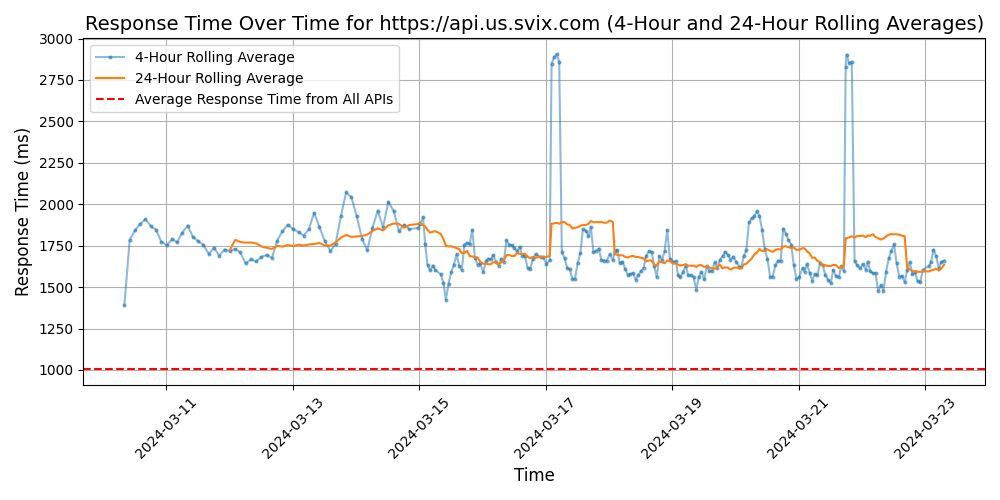 Response Time Over Time for https://api.us.svix.com (4-Hour and 24-Hour Rolling Averages)
4-Hour Rolling Average
24-Hour Rolling Average
Average Response Time from All APIs
Response Time (ms)
3000
2750
2500
2250
2000
1750
1500
1250
1000
2024-03-11
2024-03-13
2024-03-15
2024-03-17
2024-03-19
2024-03-21
2024-03-23
Time